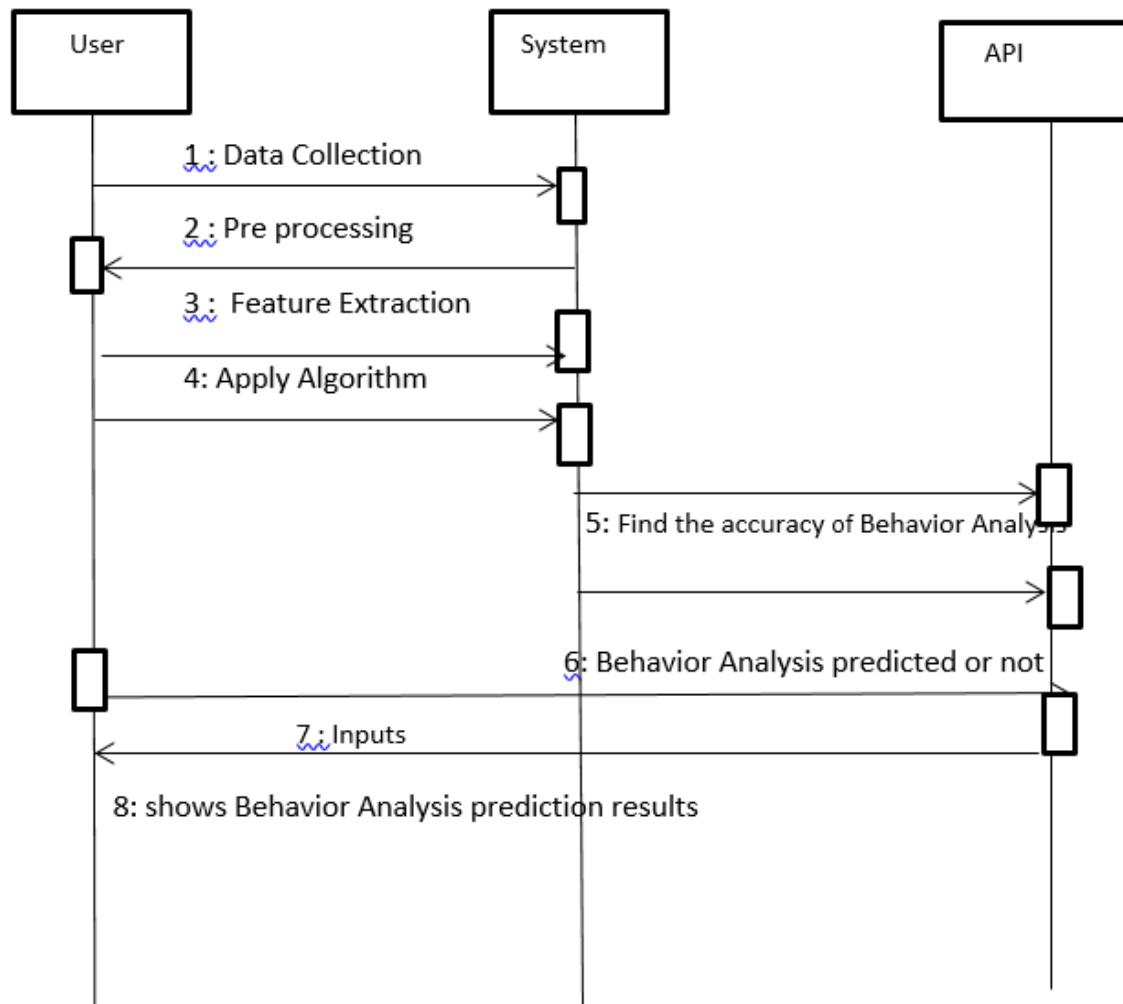 User
System
API
1 : Data Collection
2 : Pre processing
3 :  Feature Extraction
4: Apply Algorithm
5: Find the accuracy of Behavior Analysis
6: Behavior Analysis predicted or not
7 : Inputs
8: shows Behavior Analysis prediction results